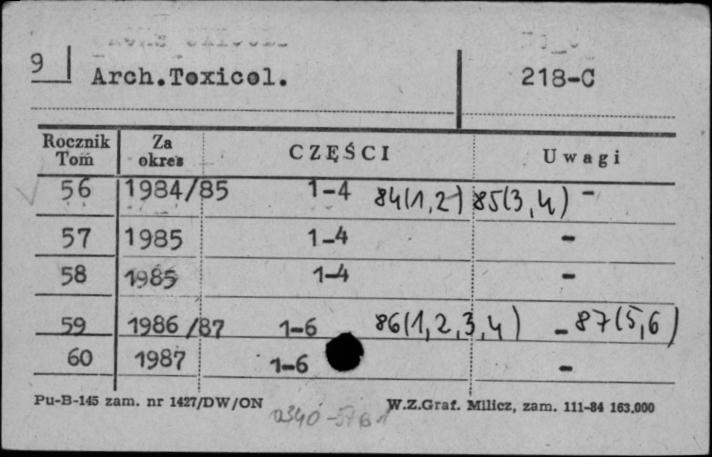 9 Arch.Toxicol. 218-C
Rocznik Tom Za okres CZĘŚCI Uwagi
56 1984/85 1-4 84(1,2) 85(3,4) -
57 1985 1-4 -
58 1985 1-4 -
59 1986/87 1-6 86(1,2,3,4) - 87(5,6)
60 1987 1-6 -
Pu-B-145 zam. nr 1427/DW/ON W.Z.Graf. Milicz, zam. 111-84 163.000